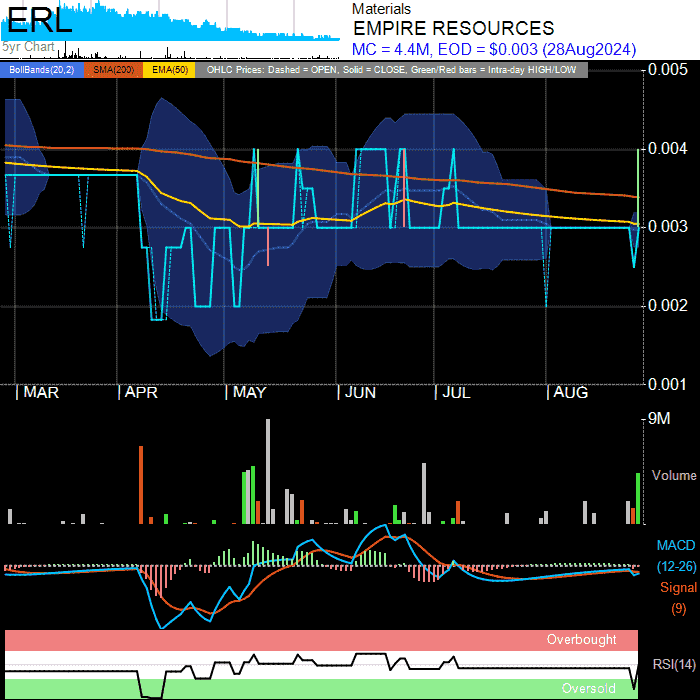 ERL
5yr Chart
Materials
EMPIRE RESOURCES
MC = 4.4M, EOD = $0.003 (28Aug2024)
BollBands(20,2) SMA(200) EMA(50) OHLC Prices: Dashed = OPEN, Solid = CLOSE, Green/Red bars = Intra-day HIGH/LOW
0.005
0.004
0.003
0.002
0.001
| MAR | APR | MAY | JUN | JUL | AUG
9M
Volume
MACD
(12-26)
Signal
(9)
Overbought
RSI(14)
Oversold